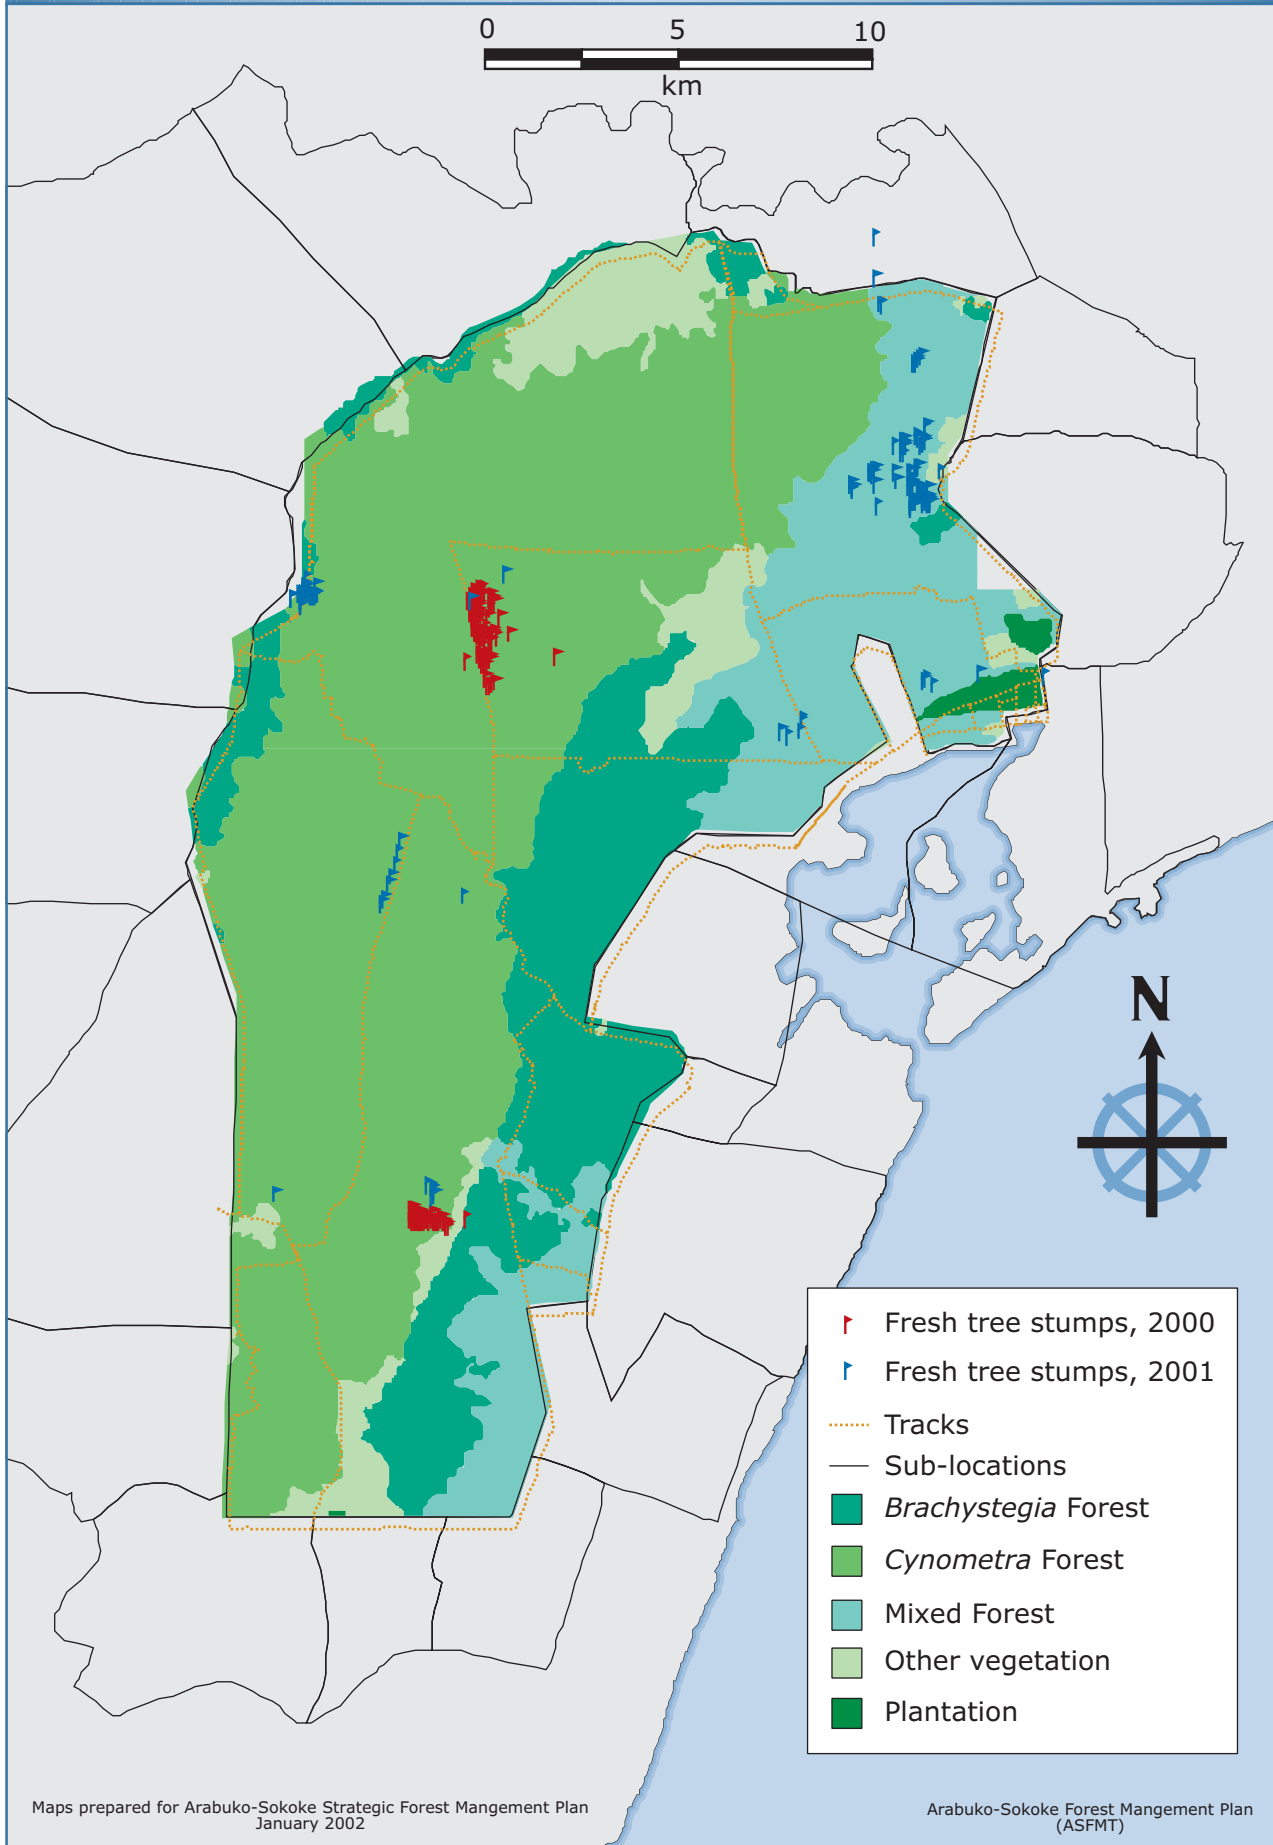 0 5 10
km
N
Fresh tree stumps, 2000
Fresh tree stumps, 2001
Tracks
Sub-locations
Brachystegia Forest
Cynometra Forest
Mixed Forest
Other vegetation
Plantation
Maps prepared for Arabuko-Sokoke Strategic Forest Mangement Plan
January 2002
Arabuko-Sokoke Forest Mangement Plan
(ASFMT)